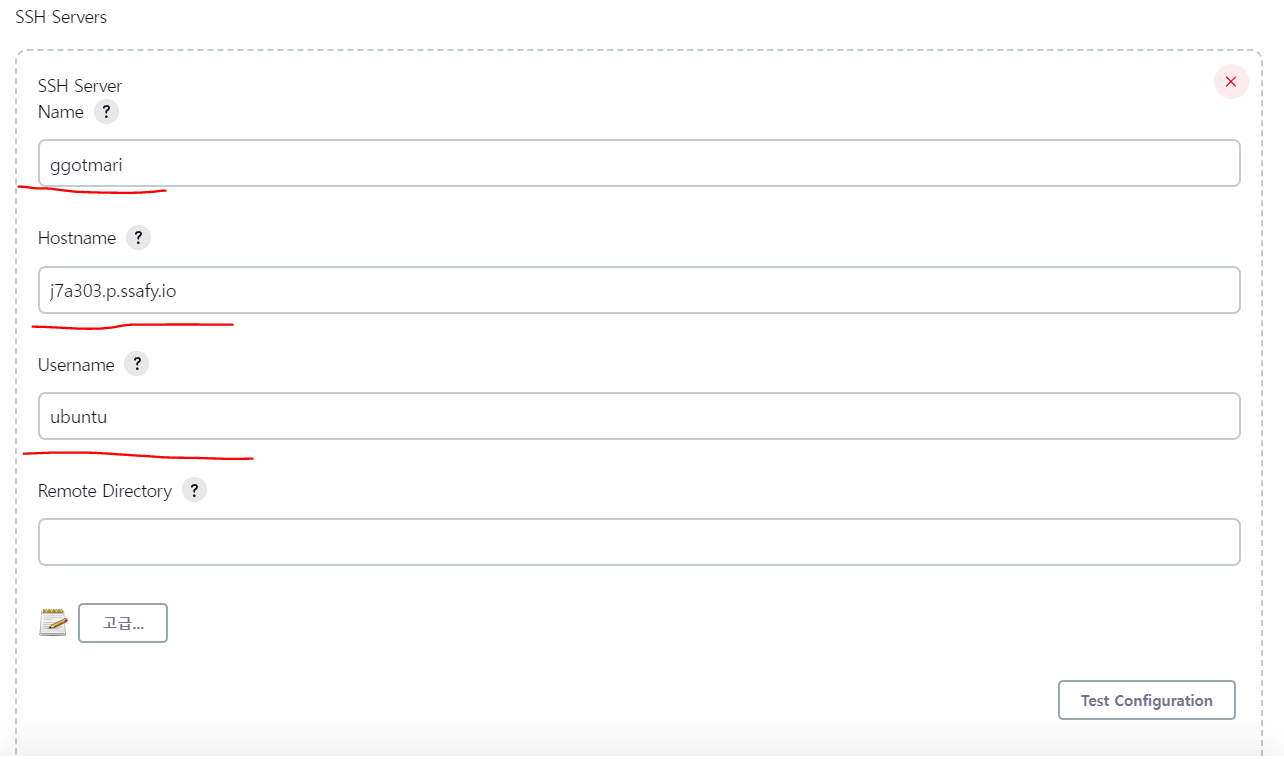 SSH Servers
SSH Server
Name ?
ggotmari
Hostname ?
j7a303.p.ssafy.io
Username ?
ubuntu
Remote Directory ?
고급...
Test Configuration